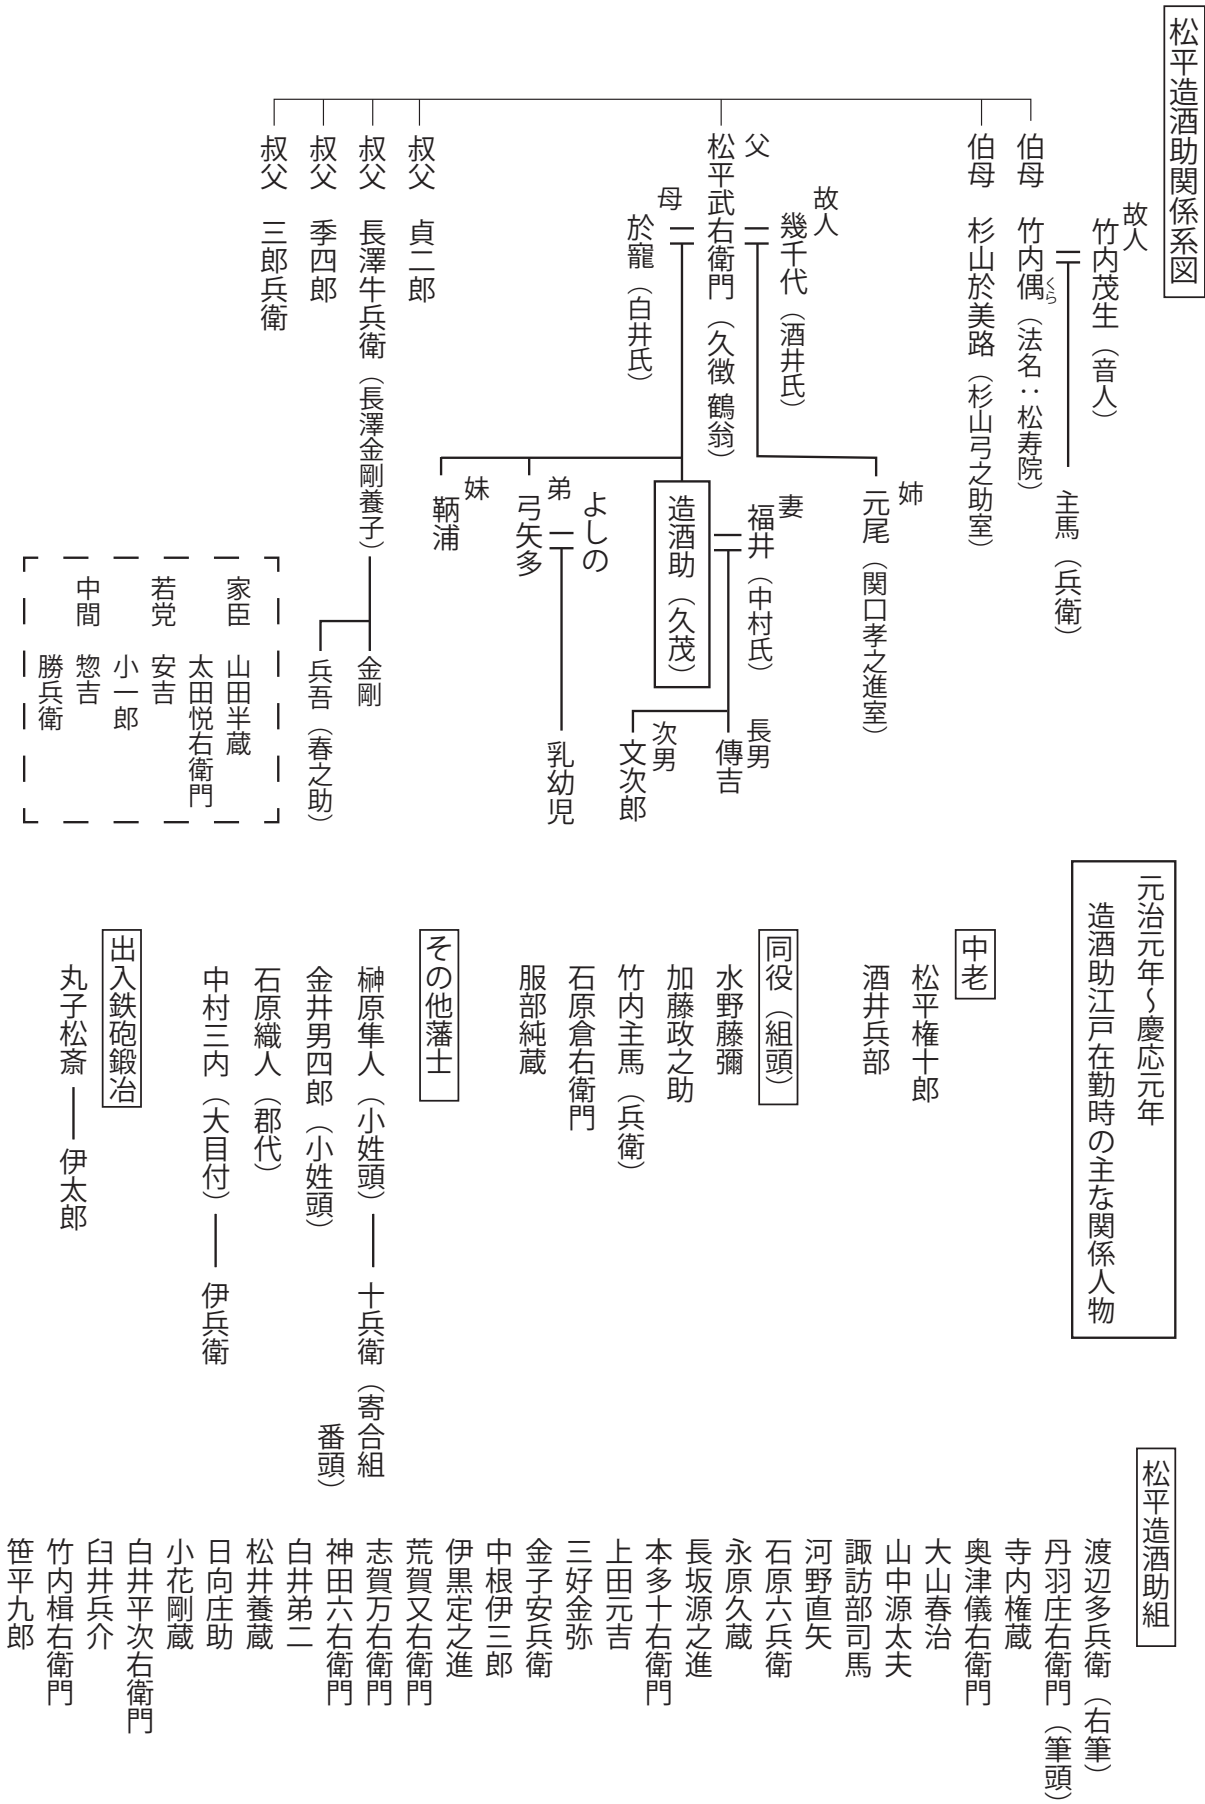 松平造酒助関係系図
故人
竹内茂生（音人）
主馬（兵衛）
伯母　竹内偶（法名：松寿院）
くら
伯母　杉山於美路（杉山弓之助室）
故人
幾千代（酒井氏）
姉
元尾（関口孝之進室）
父
松平武右衛門（久徴 鶴翁）
母
於寵（白井氏）
妻
福井（中村氏）
造酒助（久茂）
長男
傳吉
次男
文次郎
よしの
弟
弓矢多
乳幼児
妹
鞆浦
叔父　貞二郎
叔父　長澤牛兵衛（長澤金剛養子）
金剛
兵吾（春之助）
叔父　季四郎
叔父　三郎兵衛
家臣　山田半蔵
太田悦右衛門
若党　安吉
小一郎
中間　惣吉
勝兵衛
元治元年～慶応元年
造酒助江戸在勤時の主な関係人物
中老
松平権十郎
酒井兵部
同役（組頭）
水野藤彌
加藤政之助
竹内主馬（兵衛）
石原倉右衛門
服部純蔵
その他藩士
榊原隼人（小姓頭）　十兵衛（寄合組
番頭）
金井男四郎（小姓頭）
石原織人（郡代）
中村三内（大目付）　伊兵衛
出入鉄砲鍛冶
丸子松斎　伊太郎
松平造酒助組
渡辺多兵衛（右筆）
丹羽庄右衛門（筆頭）
寺内権蔵
奥津儀右衛門
大山春治
山中源太夫
諏訪部司馬
河野直矢
石原六兵衛
永原久蔵
長坂源之進
本多十右衛門
上田元吉
三好金弥
金子安兵衛
中根伊三郎
伊黒定之進
荒賀又右衛門
志賀万右衛門
神田六右衛門
白井弟二
松井養蔵
日向庄助
小花剛蔵
白井平次右衛門
臼井兵介
竹内楫右衛門
笹平九郎